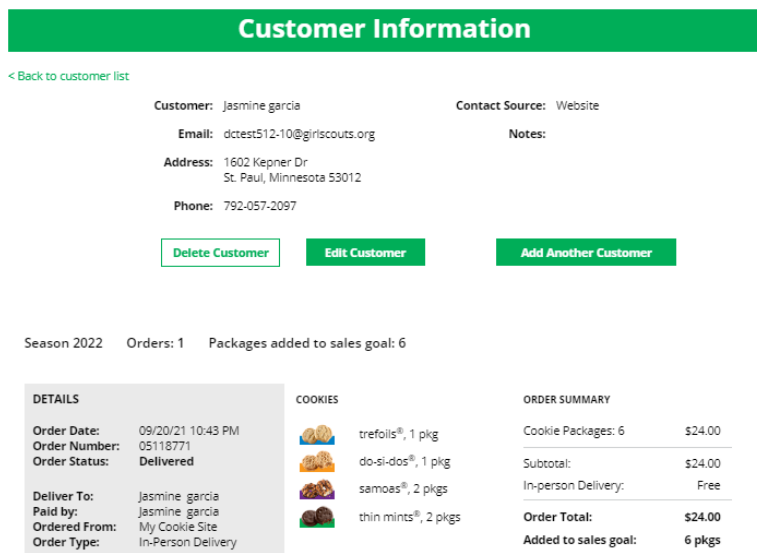 Customer Information
< Back to customer list
Customer: Jasmine garcia
Contact Source: Website
Email: dctest512-10@girlscouts.org
Notes:
Address: 1602 Kepner Dr
St. Paul, Minnesota 53012
Phone: 792-057-2097
Delete Customer
Edit Customer
Add Another Customer
Season 2022 Orders: 1 Packages added to sales goal: 6
DETAILS
Order Date: 09/20/21 10:43 PM
Order Number: 05118771
Order Status: Delivered
Deliver To: Jasmine garcia
Paid by: Jasmine garcia
Ordered From: My Cookie Site
Order Type: In-Person Delivery
COOKIES
trefoils®, 1 pkg
do-si-dos®, 1 pkg
samoas®, 2 pkgs
thin mints®, 2 pkgs
ORDER SUMMARY
Cookie Packages: 6 $24.00
Subtotal: $24.00
In-person Delivery: Free
Order Total: $24.00
Added to sales goal: 6 pkgs